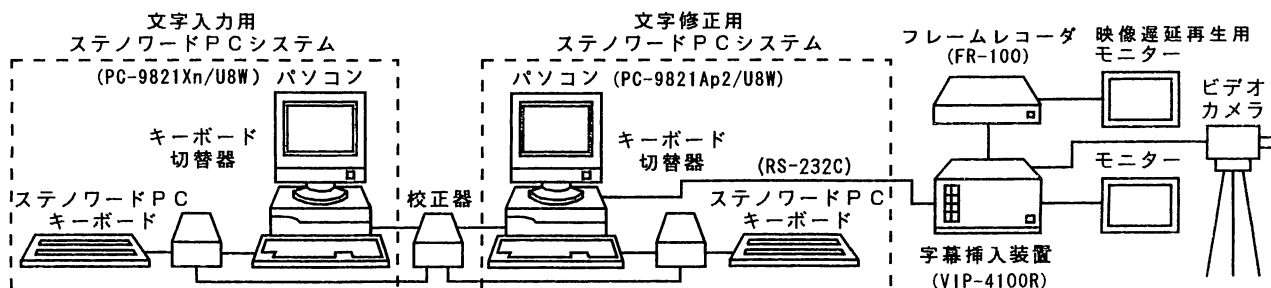 文字入力用
ステノワードPCシステム
(PC-9821Xn/U8W) パソコン
キーボード
切替器
ステノワードPC
キーボード
校正器
文字修正用
ステノワードPCシステム
パソコン (PC-9821Ap2/U8W)
キーボード
切替器
(RS-232C)
ステノワードPC
キーボード
フレームレコーダ
(FR-100)
映像遅延再生用
モニター
ビデオ
カメラ
モニター
字幕挿入装置
(VIP-4100R)